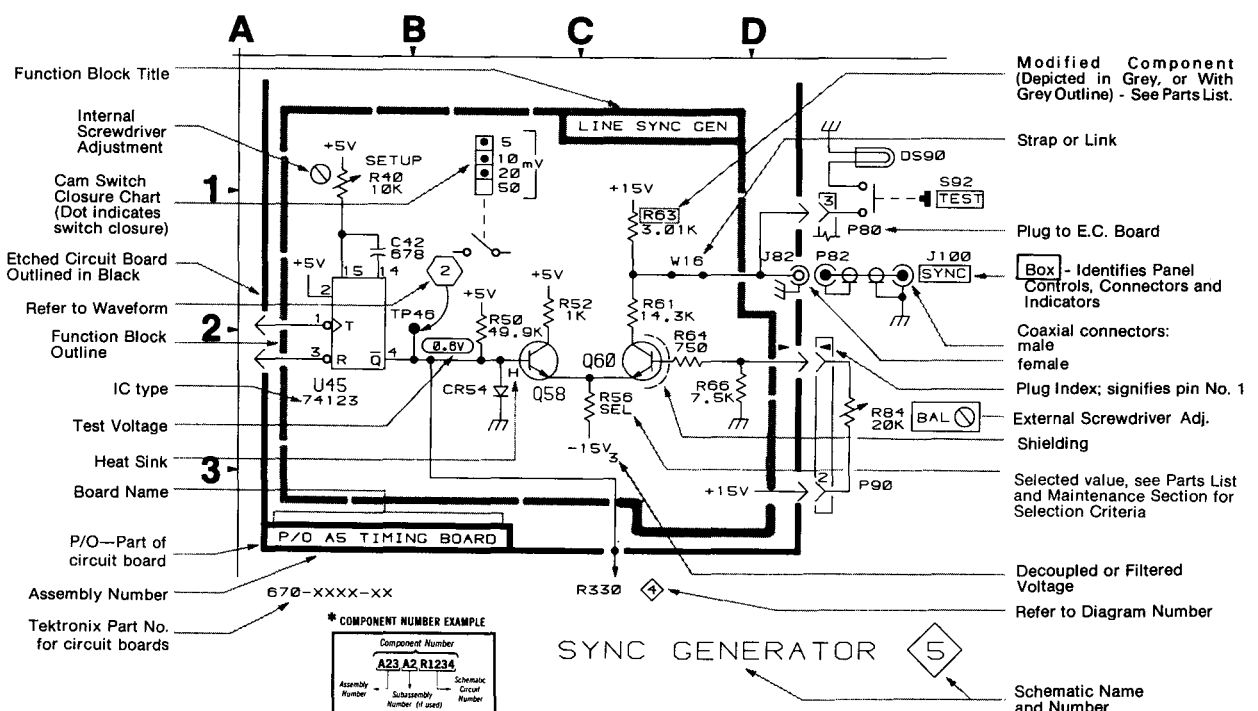 A
B
C
D
1
2
3
Function Block Title
Internal
Screwdriver
Adjustment
Cam Switch
Closure Chart
(Dot indicates
switch closure)
Etched Circuit Board
Outlined in Black
Refer to Waveform
Function Block
Outline
IC type
Test Voltage
Heat Sink
Board Name
P/O—Part of
circuit board
Assembly Number
Tektronix Part No.
for circuit boards
LINE SYNC GEN
+5V
SETUP
R40
10K
5
10
20
50
mV
C42
678
+5V
15
14
2
1
T
3
R
Q
4
U45
74123
2
TP46
0.6V
+5V
R50
49.9K
+5V
R52
1K
CR54
H
Q58
Q60
+15V
R63
3.01K
W16
R61
14.3K
R64
750
R66
7.5K
R56
SEL
-15V
3
+15V
P/O A5 TIMING BOARD
670-XXXX-XX
R330
4
DS90
S92
TEST
3
P80
J82
P82
J100
SYNC
R84
20K
BAL
2
P90
Modified Component
(Depicted in Grey, or With
Grey Outline) - See Parts List.
Strap or Link
Plug to E.C. Board
Box - Identifies Panel
Controls, Connectors and
Indicators
Coaxial connectors:
male
female
Plug Index; signifies pin No. 1
External Screwdriver Adj.
Shielding
Selected value, see Parts List
and Maintenance Section for
Selection Criteria
Decoupled or Filtered
Voltage
Refer to Diagram Number
Schematic Name
and Number
SYNC GENERATOR 5
* COMPONENT NUMBER EXAMPLE
Component Number
A23 A2 R1234
Assembly
Number
Subassembly
Number (if used)
Schematic
Circuit
Number